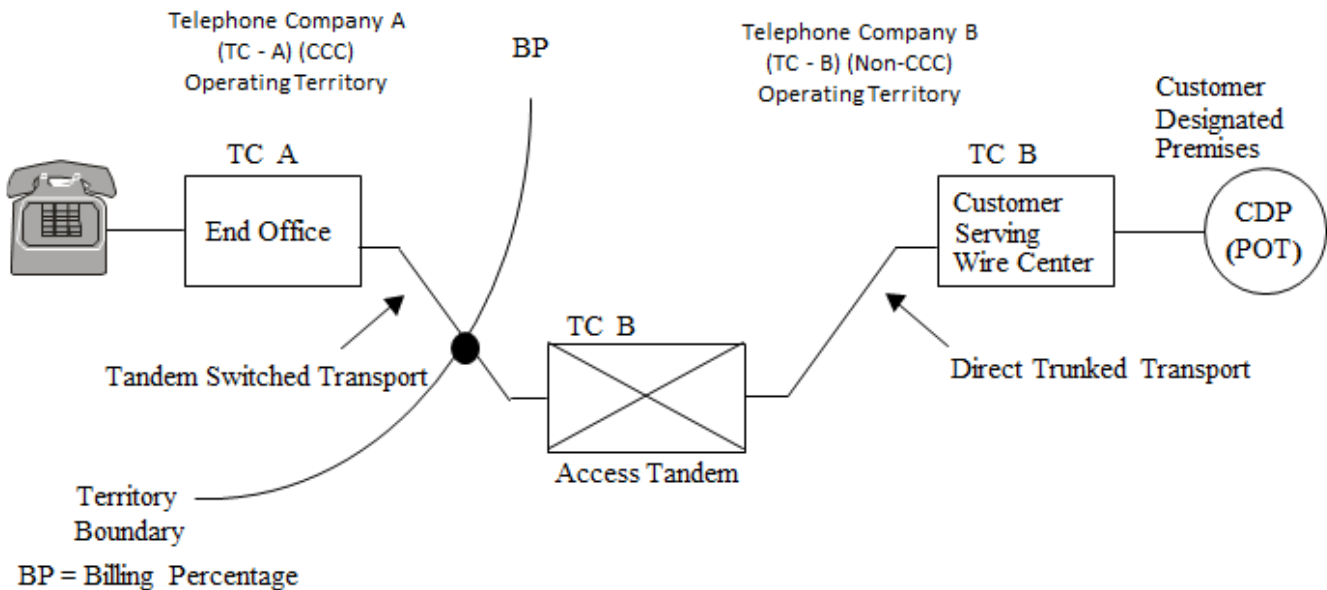 Telephone Company A
(TC - A) (CCC)
Operating Territory
BP
Telephone Company B
(TC - B) (Non-CCC)
Operating Territory
Customer
Designated
Premises
TC A
End Office
TC B
Customer
Serving
Wire Center
CDP
(POT)
TC B
Tandem Switched Transport
Direct Trunked Transport
Access Tandem
Territory
Boundary
BP = Billing Percentage